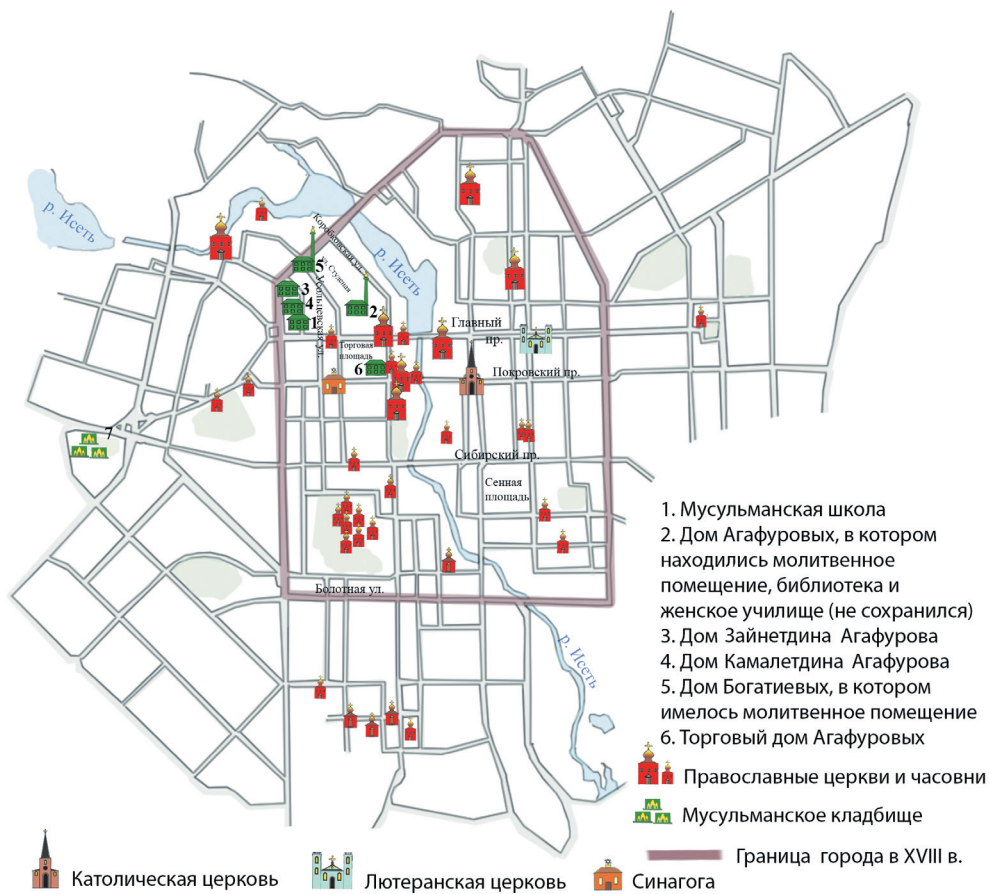 р. Исеть
Коробковская ул.
р. Исеть
ул. Студеная
5
3
4
1
2
Усольцевская ул.
Главный
пр.
Торговая
площадь
6
Покровский пр.
7
Сибирский пр.
Сенная
площадь
Болотная ул.
р. Исеть
1. Мусульманская школа
2. Дом Агафуровых, в котором
находились молитвенное
помещение, библиотека и
женское училище (не сохранился)
3. Дом Зайнетдина Агафурова
4. Дом Камалетдина Агафурова
5. Дом Богатиевых, в котором
имелось молитвенное помещение
6. Торговый дом Агафуровых
Православные церкви и часовни
Мусульманское кладбище
Граница города в XVIII в.
Католическая церковь
Лютеранская церковь
Синагога